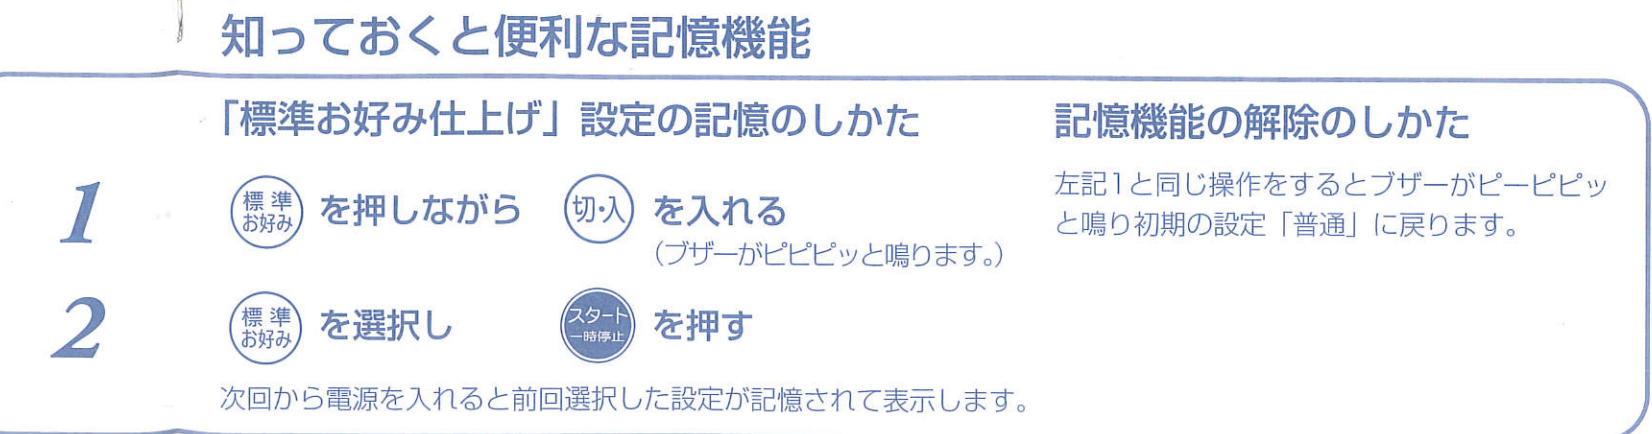 知っておくと便利な記憶機能
「標準お好み仕上げ」設定の記憶のしかた
1 標準お好み を押しながら 切・入 を入れる
(ブザーがピピピッと鳴ります。)
2 標準お好み を選択し スタート一時停止 を押す
次回から電源を入れると前回選択した設定が記憶されて表示します。
記憶機能の解除のしかた
左記1と同じ操作をするとブザーがピーピピッ
と鳴り初期の設定「普通」に戻ります。